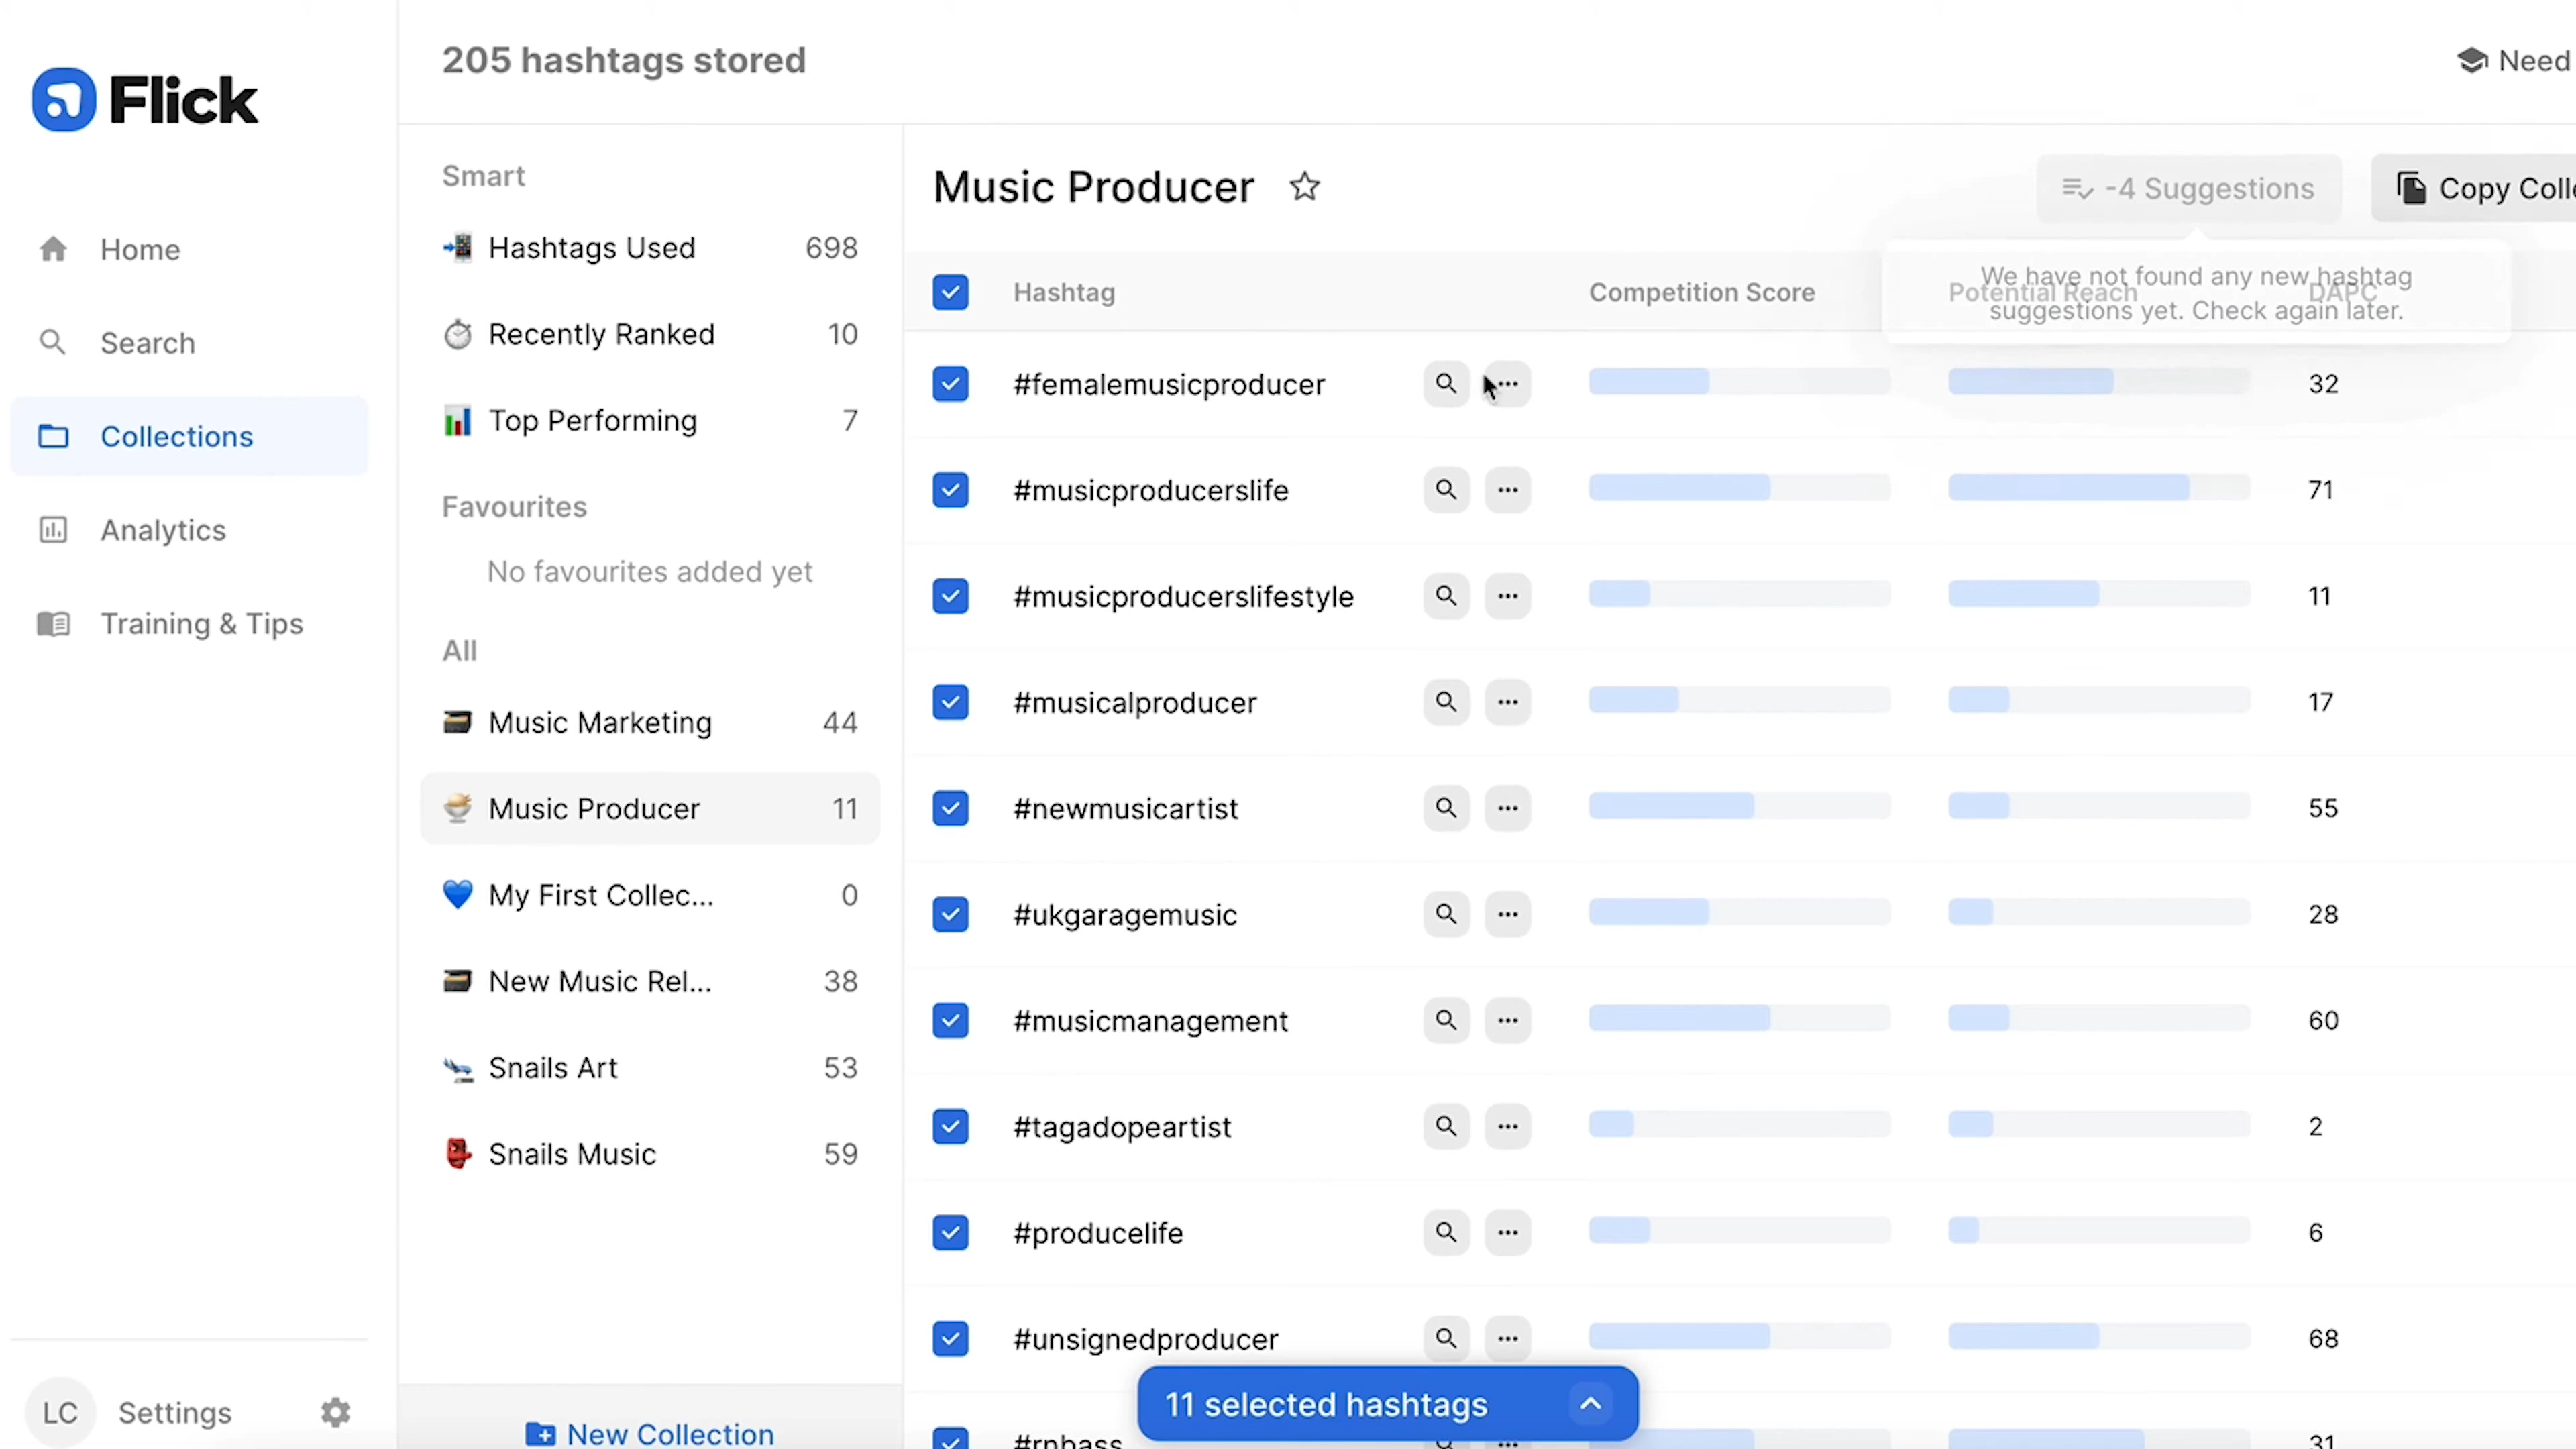 Flick
Home
Search
Collections
Analytics
Training & Tips
LC Settings
205 hashtags stored
Need
Smart
Hashtags Used 698
Recently Ranked 10
Top Performing 7
Favourites
No favourites added yet
All
Music Marketing 44
Music Producer 11
My First Collec... 0
New Music Rel... 38
Snails Art 53
Snails Music 59
New Collection
Music Producer
-4 Suggestions
Copy Colle
We have not found any new hashtag
suggestions yet. Check again later.
Hashtag Competition Score Potential Reach DAPC
#femalemusicproducer 32
#musicproducerslife 71
#musicproducerslifestyle 11
#musicalproducer 17
#newmusicartist 55
#ukgaragemusic 28
#musicmanagement 60
#tagadopeartist 2
#producelife 6
#unsignedproducer 68
11 selected hashtags
31